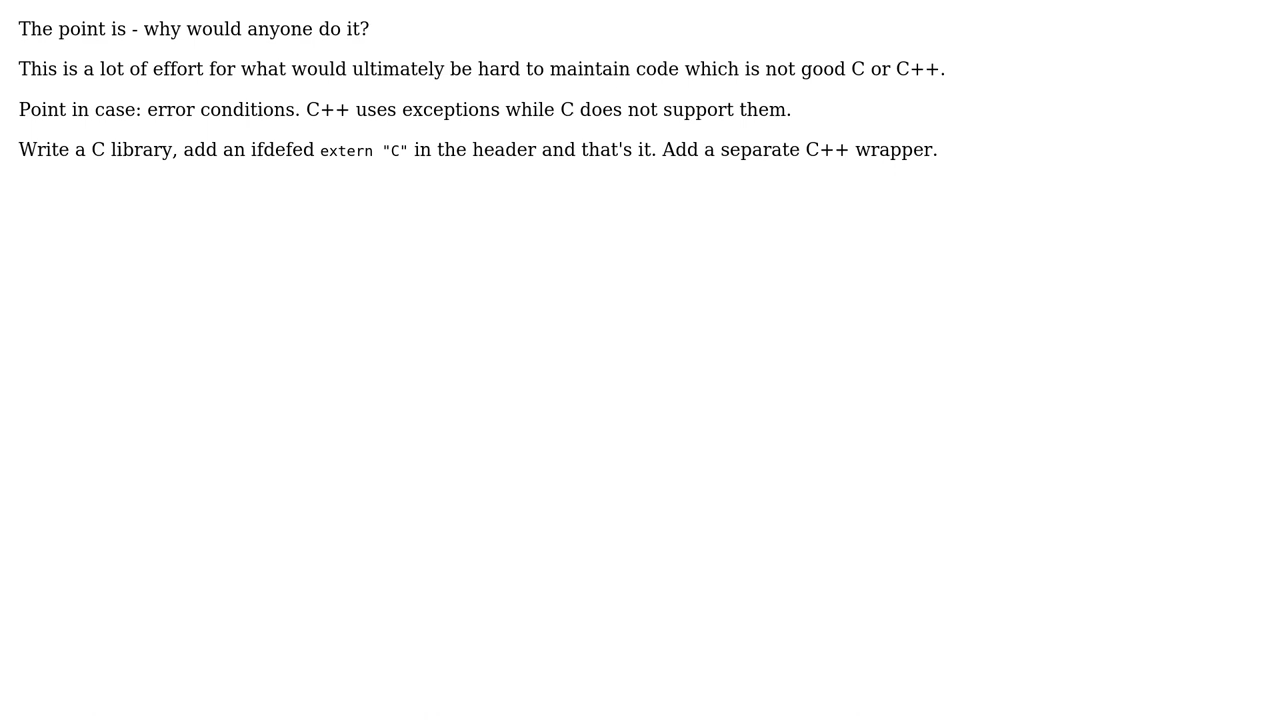 The point is - why would anyone do it?
This is a lot of effort for what would ultimately be hard to maintain code which is not good C or C++.
Point in case: error conditions. C++ uses exceptions while C does not support them.
Write a C library, add an ifdefed extern "C" in the header and that's it. Add a separate C++ wrapper.